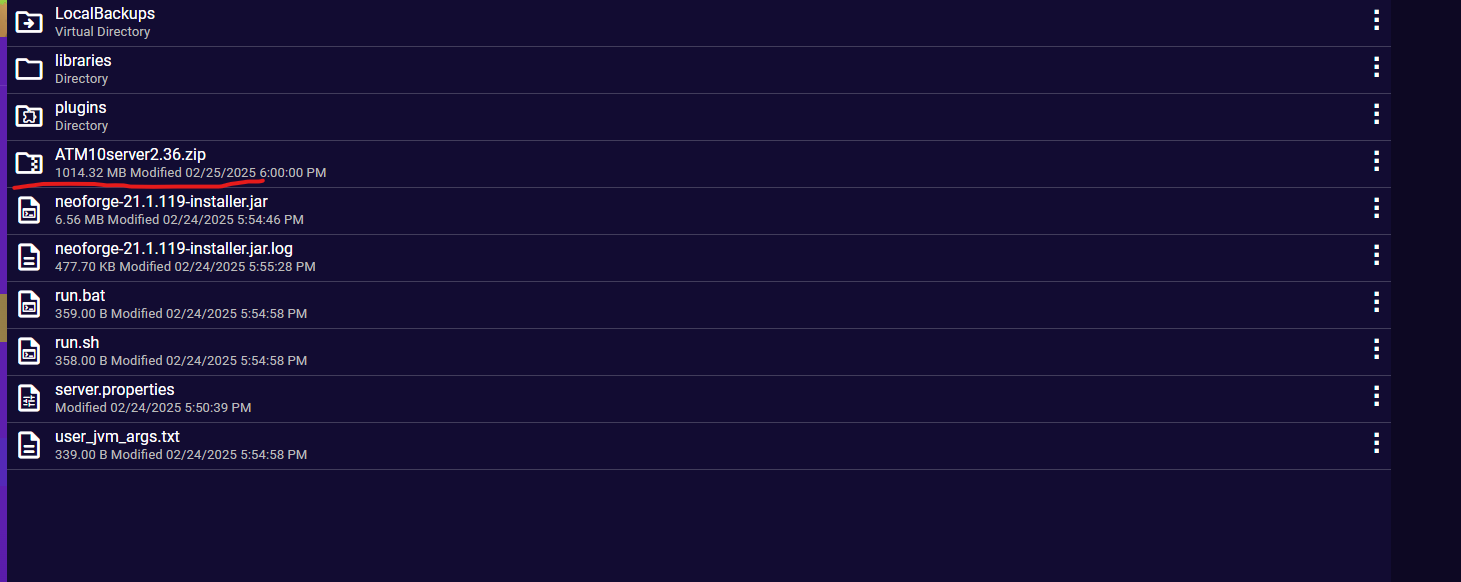 LocalBackups
Virtual Directory
libraries
Directory
plugins
Directory
ATM10server2.36.zip
1014.32 MB Modified 02/25/2025 6:00:00 PM
neoforge-21.1.119-installer.jar
6.56 MB Modified 02/24/2025 5:54:46 PM
neoforge-21.1.119-installer.jar.log
477.70 KB Modified 02/24/2025 5:55:28 PM
run.bat
359.00 B Modified 02/24/2025 5:54:58 PM
run.sh
358.00 B Modified 02/24/2025 5:54:58 PM
server.properties
Modified 02/24/2025 5:50:39 PM
user_jvm_args.txt
339.00 B Modified 02/24/2025 5:54:58 PM